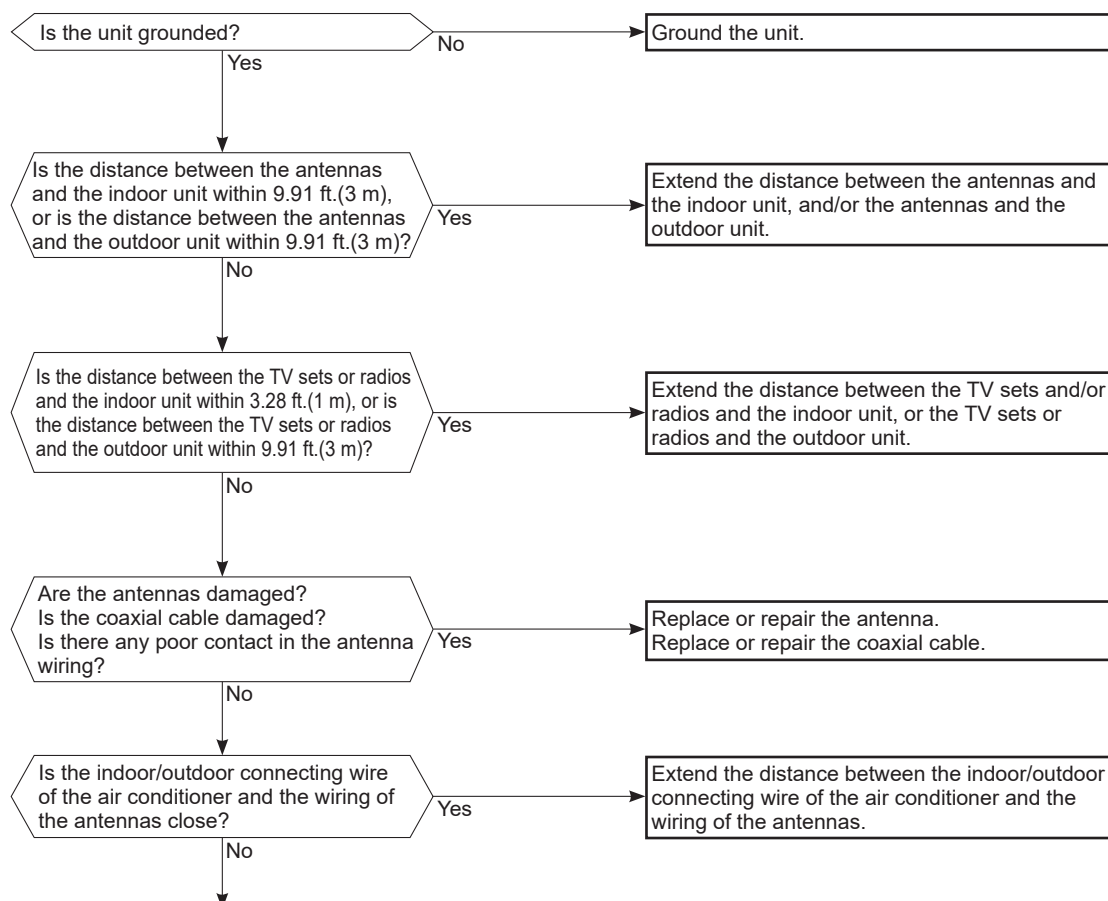 Is the unit grounded?
No
Ground the unit.
Yes
Is the distance between the antennas
and the indoor unit within 9.91 ft.(3 m),
or is the distance between the antennas
and the outdoor unit within 9.91 ft.(3 m)?
Yes
Extend the distance between the antennas and
the indoor unit, and/or the antennas and the
outdoor unit.
No
Is the distance between the TV sets or radios
and the indoor unit within 3.28 ft.(1 m), or is
the distance between the TV sets or radios
and the outdoor unit within 9.91 ft.(3 m)?
Yes
Extend the distance between the TV sets and/or
radios and the indoor unit, or the TV sets or
radios and the outdoor unit.
No
Are the antennas damaged?
Is the coaxial cable damaged?
Is there any poor contact in the antenna
wiring?
Yes
Replace or repair the antenna.
Replace or repair the coaxial cable.
No
Is the indoor/outdoor connecting wire
of the air conditioner and the wiring of
the antennas close?
Yes
Extend the distance between the indoor/outdoor
connecting wire of the air conditioner and the
wiring of the antennas.
No